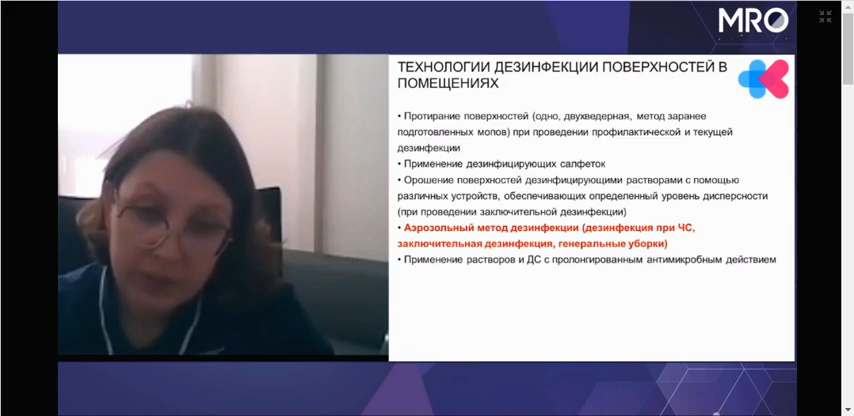 MRO
ТЕХНОЛОГИИ ДЕЗИНФЕКЦИИ ПОВЕРХНОСТЕЙ В
ПОМЕЩЕНИЯХ
• Протирание поверхностей (одно, двухведерная, метод заранее
подготовленных мопов) при проведении профилактической и текущей
дезинфекции
• Применение дезинфицирующих салфеток
• Орошение поверхностей дезинфицирующими растворами с помощью
различных устройств, обеспечивающих определенный уровень дисперсности
(при проведении заключительной дезинфекции)
• Аэрозольный метод дезинфекции (дезинфекция при ЧС,
заключительная дезинфекция, генеральные уборки)
• Применение растворов и ДС с пролонгированным антимикробным действием